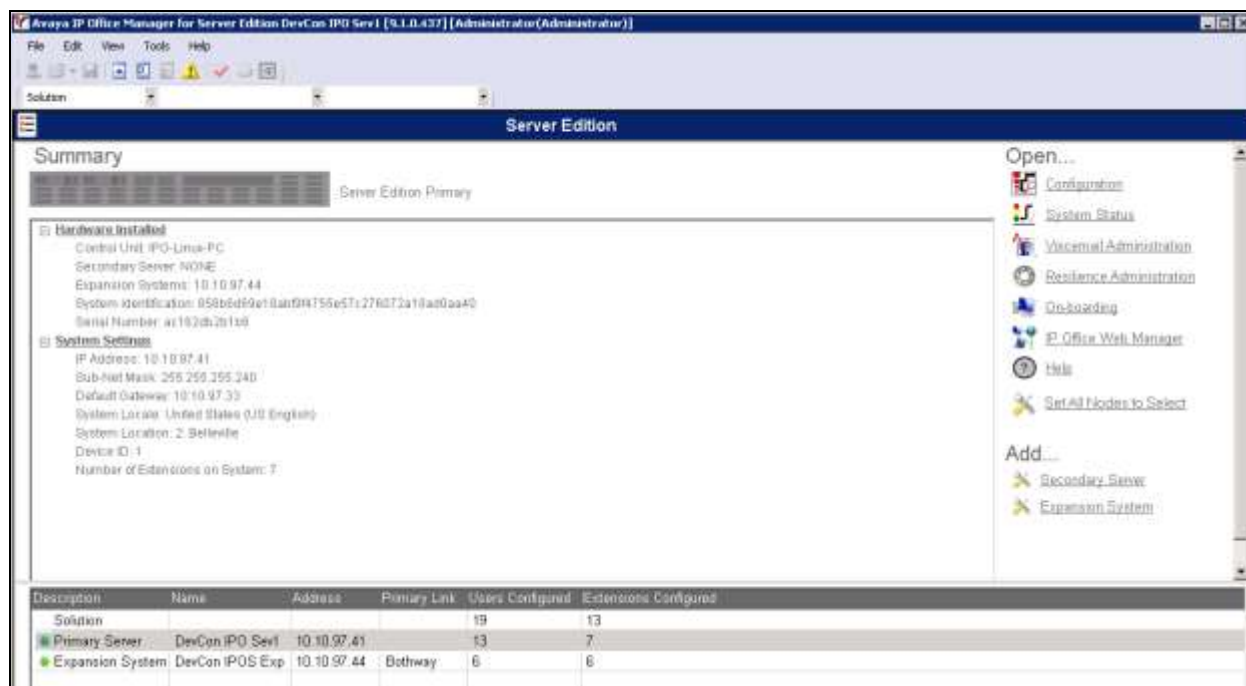 Avaya IP Office Manager for Server Edition DevCon IPO Sev1 [9.1.0.437] [Administrator(Administrator)]
File Edit View Tools Help
Solution
Server Edition
Summary
Server Edition Primary
Hardware Installed
Control Unit: IPO-Linux-PC
Secondary Server: NONE
Expansion Systems: 10.10.97.44
System Identification:
Serial Number:
System Settings
IP Address: 10.10.97.41
Sub-Net Mask: 255.255.255.240
Default Gateway: 10.10.97.33
System Locale: United States (US English)
System Location: 2: Belleville
Device ID: 1
Number of Extensions on System: 7
Open...
Configuration
System Status
Voicemail Administration
Resilience Administration
On-boarding
IP Office Web Manager
Help
Set All Nodes to Select
Add...
Secondary Server
Expansion System
Description Name Address Primary Link Users Configured Extensions Configured
Solution 19 13
Primary Server DevCon IPO Sev1 10.10.97.41 13 7
Expansion System DevCon IPOS Exp 10.10.97.44 Bothway 6 6